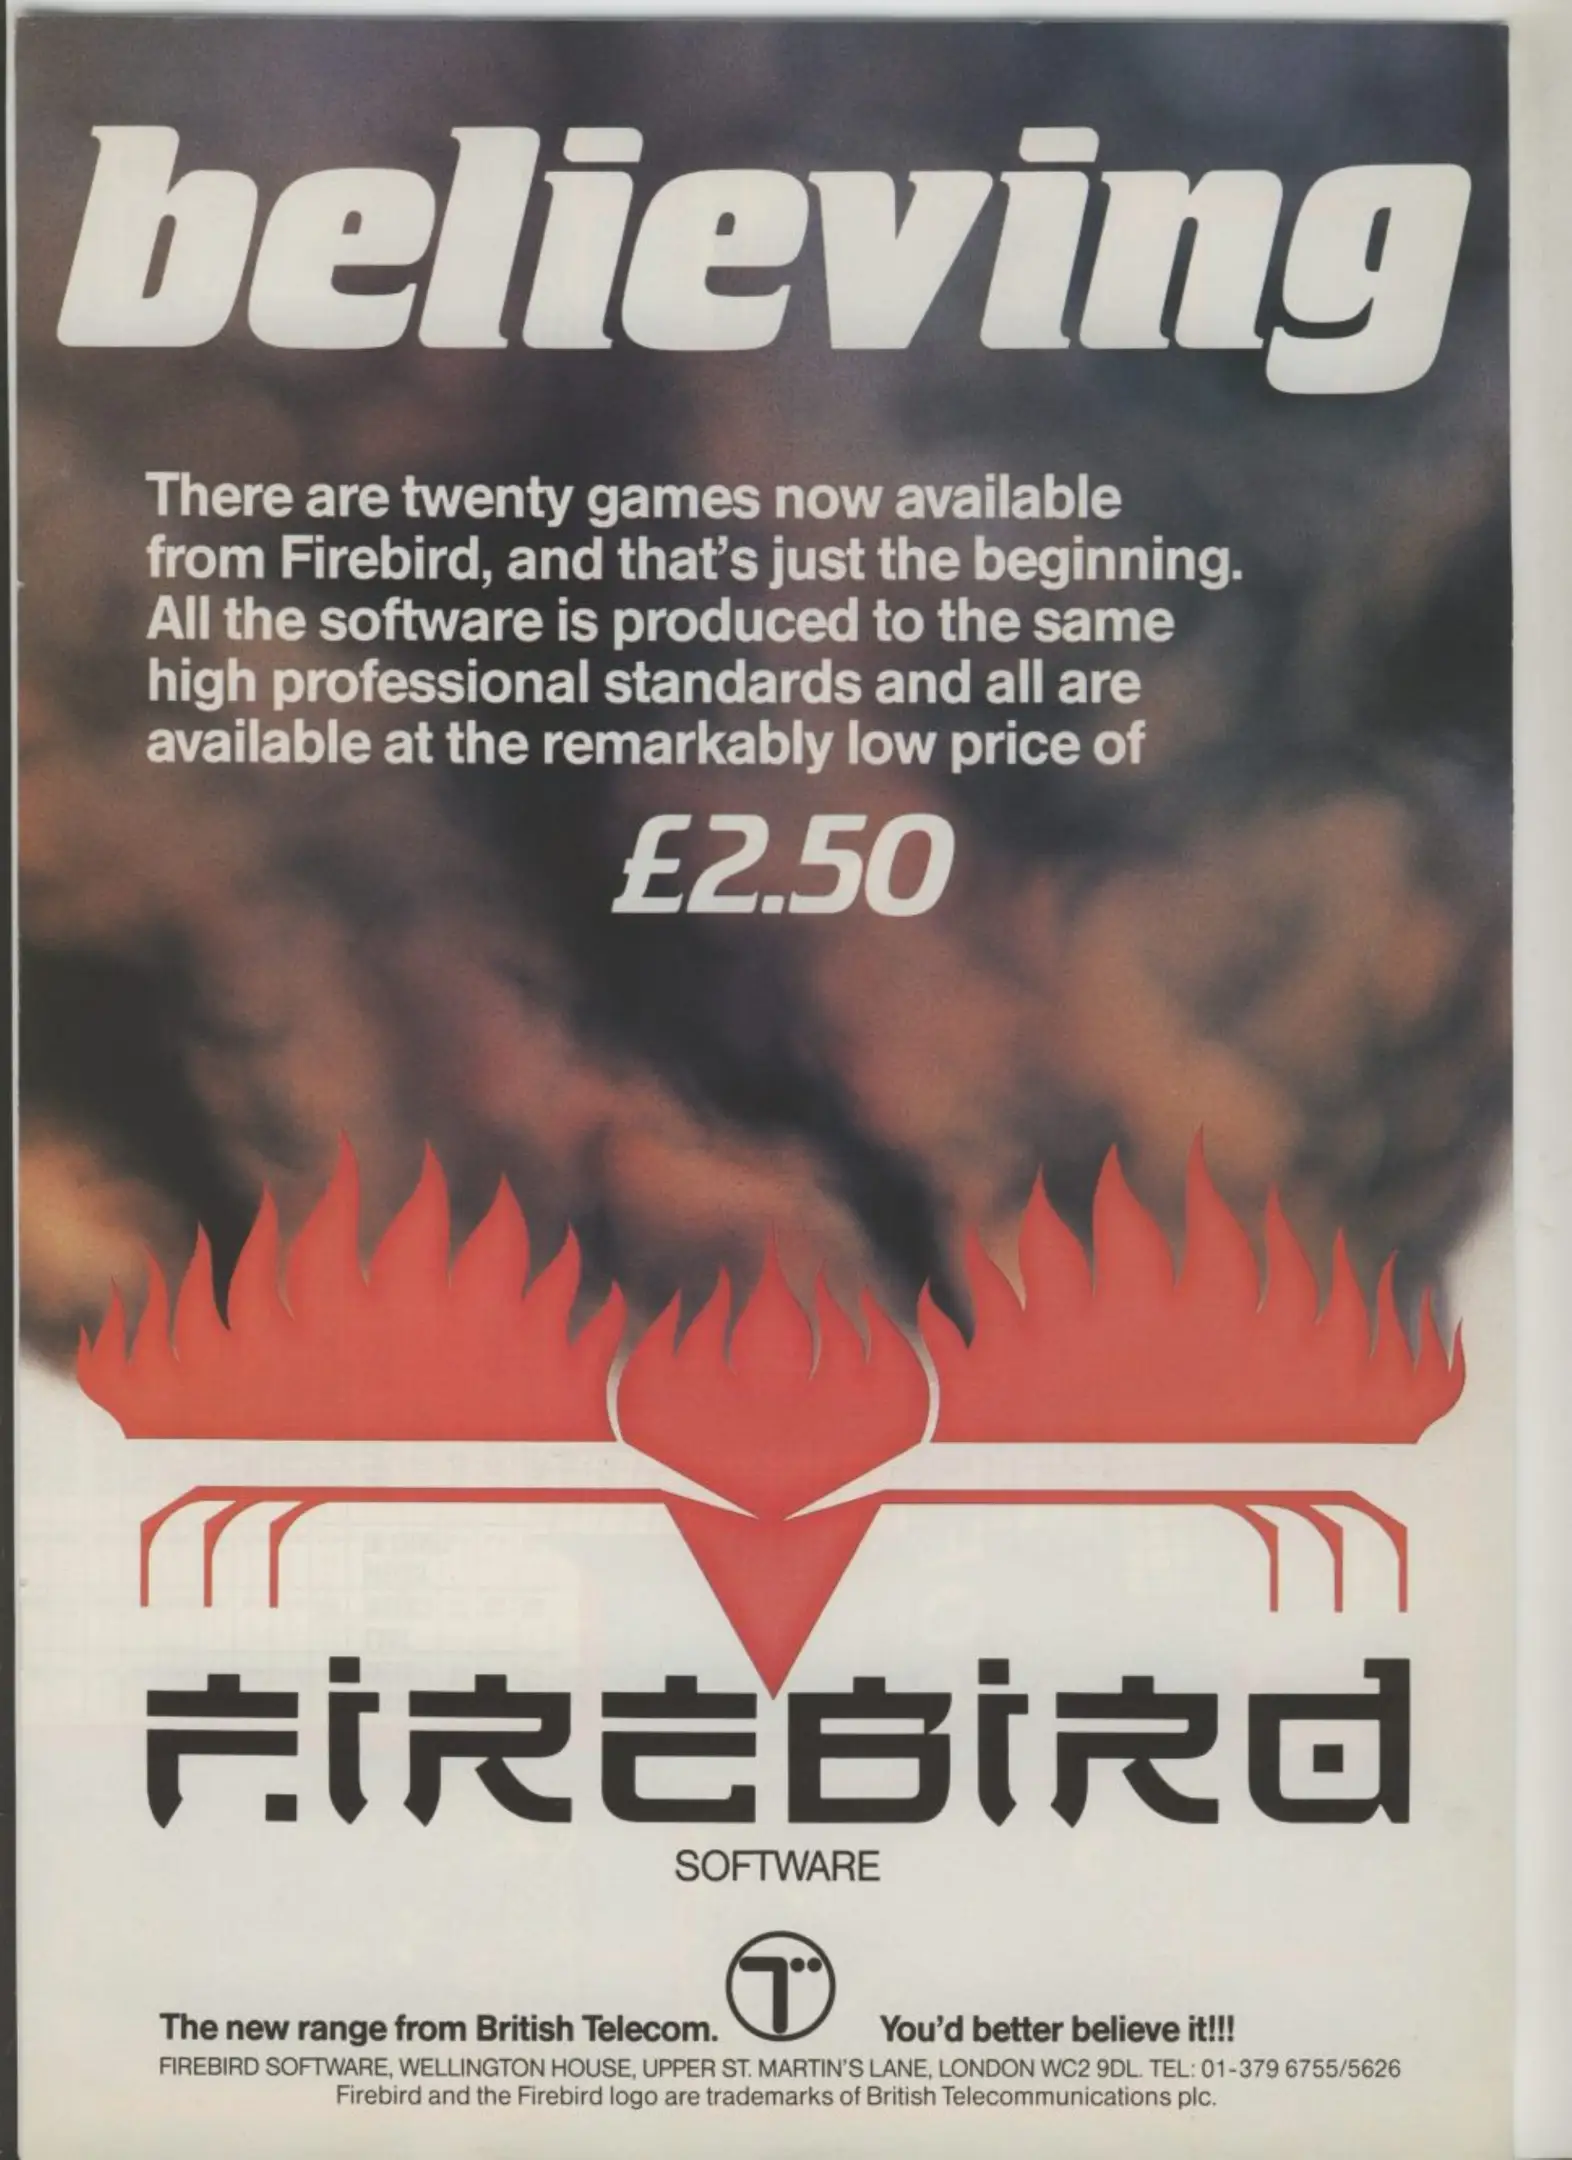 believing
There are twenty games now available
from Firebird, and that's just the beginning.
All the software is produced to the same
high professional standards and all are
available at the remarkably low price of
£2.50
FIREBIRD
SOFTWARE
T
The new range from British Telecom.
You'd better believe it!!!
FIREBIRD SOFTWARE, WELLINGTON HOUSE, UPPER ST. MARTIN'S LANE, LONDON WC2 9DL. TEL: 01-379 6755/5626
Firebird and the Firebird logo are trademarks of British Telecommunications plc.